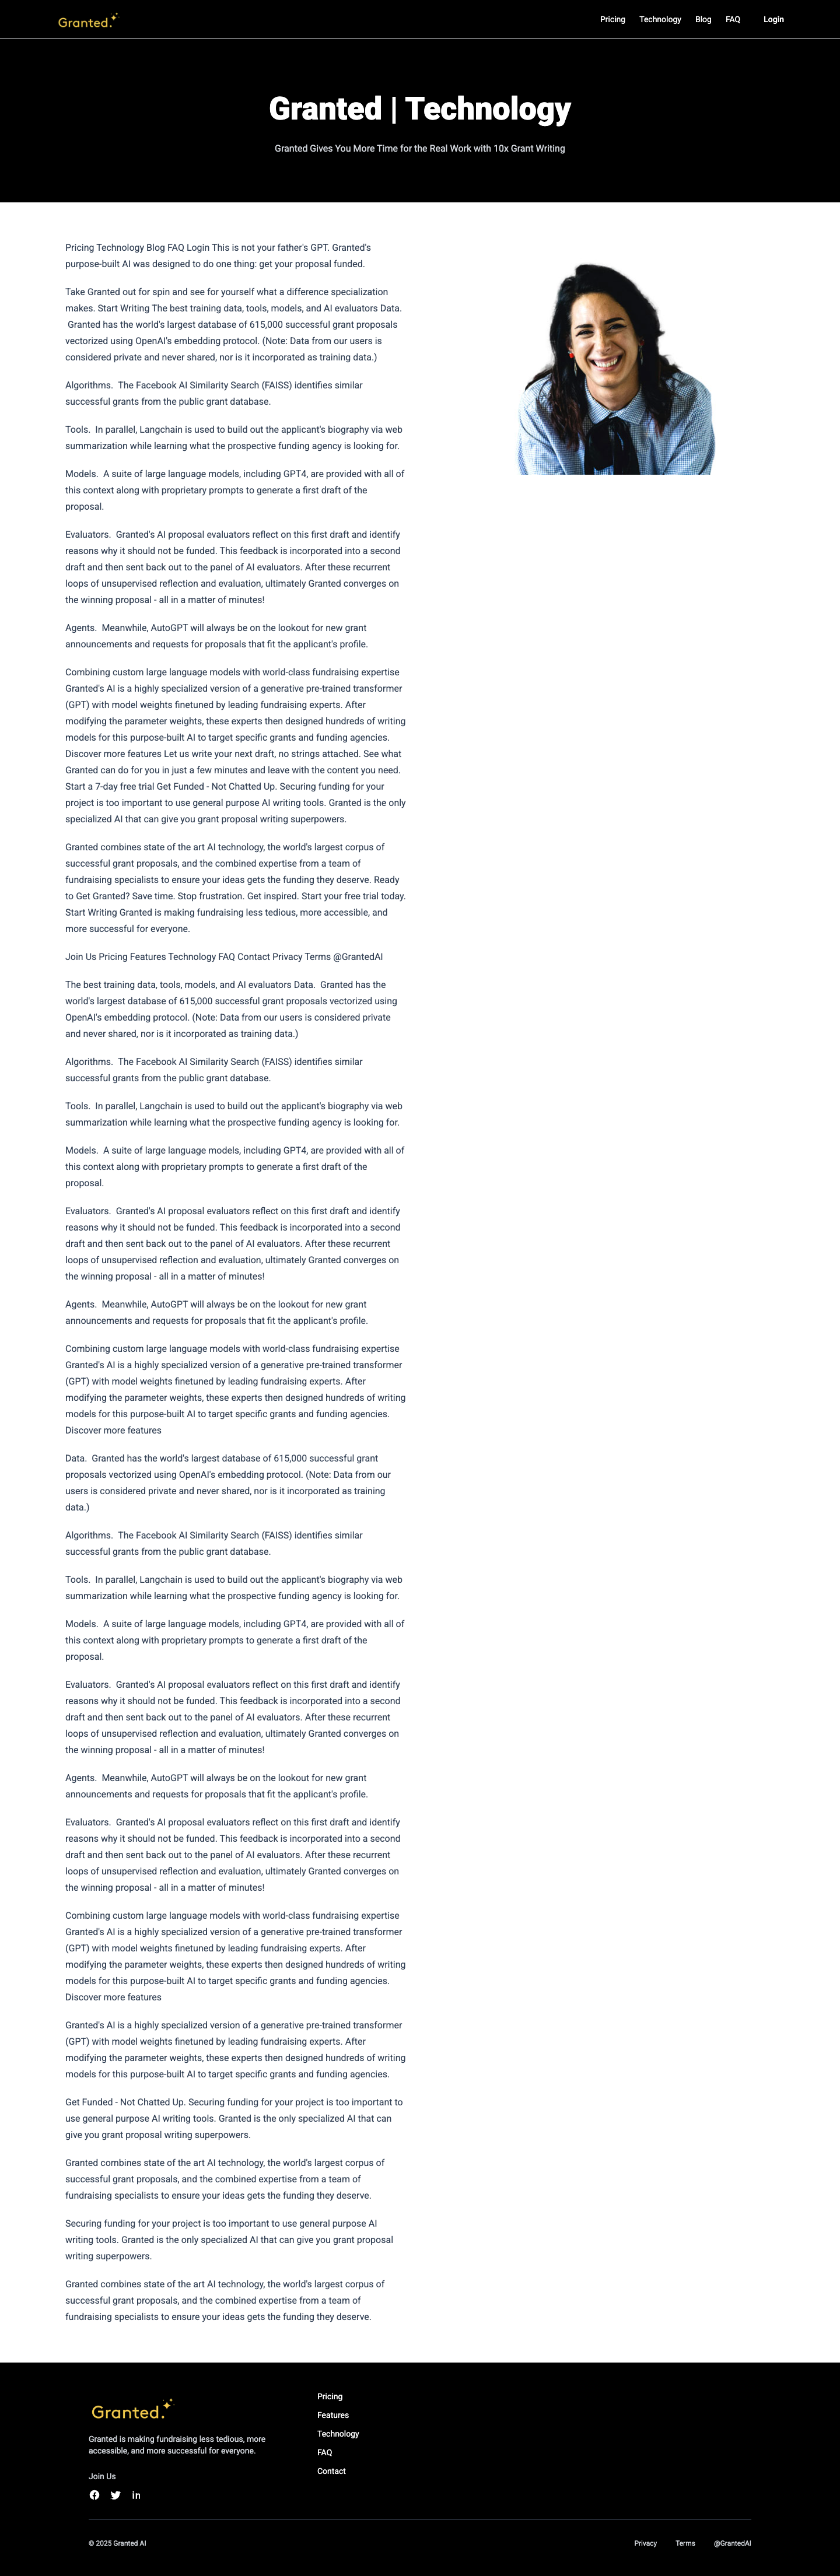 Granted.
Pricing Technology Blog FAQ Login
Granted | Technology
Granted Gives You More Time for the Real Work with 10x Grant Writing
Pricing Technology Blog FAQ Login This is not your father's GPT. Granted's
purpose-built AI was designed to do one thing: get your proposal funded.
Take Granted out for spin and see for yourself what a difference specialization
makes. Start Writing The best training data, tools, models, and AI evaluators Data.
Granted has the world's largest database of 615,000 successful grant proposals
vectorized using OpenAI's embedding protocol. (Note: Data from our users is
considered private and never shared, nor is it incorporated as training data.)
Algorithms. The Facebook AI Similarity Search (FAISS) identifies similar
successful grants from the public grant database.
Tools. In parallel, Langchain is used to build out the applicant's biography via web
summarization while learning what the prospective funding agency is looking for.
Models. A suite of large language models, including GPT4, are provided with all of
this context along with proprietary prompts to generate a first draft of the
proposal.
Evaluators. Granted's AI proposal evaluators reflect on this first draft and identify
reasons why it should not be funded. This feedback is incorporated into a second
draft and then sent back out to the panel of AI evaluators. After these recurrent
loops of unsupervised reflection and evaluation, ultimately Granted converges on
the winning proposal - all in a matter of minutes!
Agents. Meanwhile, AutoGPT will always be on the lookout for new grant
announcements and requests for proposals that fit the applicant's profile.
Combining custom large language models with world-class fundraising expertise
Granted's AI is a highly specialized version of a generative pre-trained transformer
(GPT) with model weights finetuned by leading fundraising experts. After
modifying the parameter weights, these experts then designed hundreds of writing
models for this purpose-built AI to target specific grants and funding agencies.
Discover more features Let us write your next draft, no strings attached. See what
Granted can do for you in just a few minutes and leave with the content you need.
Start a 7-day free trial Get Funded - Not Chatted Up. Securing funding for your
project is too important to use general purpose AI writing tools. Granted is the only
specialized AI that can give you grant proposal writing superpowers.
Granted combines state of the art AI technology, the world's largest corpus of
successful grant proposals, and the combined expertise from a team of
fundraising specialists to ensure your ideas gets the funding they deserve. Ready
to Get Granted? Save time. Stop frustration. Get inspired. Start your free trial today.
Start Writing Granted is making fundraising less tedious, more accessible, and
more successful for everyone.
Join Us Pricing Features Technology FAQ Contact Privacy Terms @GrantedAI
The best training data, tools, models, and AI evaluators Data. Granted has the
world's largest database of 615,000 successful grant proposals vectorized using
OpenAI's embedding protocol. (Note: Data from our users is considered private
and never shared, nor is it incorporated as training data.)
Algorithms. The Facebook AI Similarity Search (FAISS) identifies similar
successful grants from the public grant database.
Tools. In parallel, Langchain is used to build out the applicant's biography via web
summarization while learning what the prospective funding agency is looking for.
Models. A suite of large language models, including GPT4, are provided with all of
this context along with proprietary prompts to generate a first draft of the
proposal.
Evaluators. Granted's AI proposal evaluators reflect on this first draft and identify
reasons why it should not be funded. This feedback is incorporated into a second
draft and then sent back out to the panel of AI evaluators. After these recurrent
loops of unsupervised reflection and evaluation, ultimately Granted converges on
the winning proposal - all in a matter of minutes!
Agents. Meanwhile, AutoGPT will always be on the lookout for new grant
announcements and requests for proposals that fit the applicant's profile.
Combining custom large language models with world-class fundraising expertise
Granted's AI is a highly specialized version of a generative pre-trained transformer
(GPT) with model weights finetuned by leading fundraising experts. After
modifying the parameter weights, these experts then designed hundreds of writing
models for this purpose-built AI to target specific grants and funding agencies.
Discover more features
Data. Granted has the world's largest database of 615,000 successful grant
proposals vectorized using OpenAI's embedding protocol. (Note: Data from our
users is considered private and never shared, nor is it incorporated as training
data.)
Algorithms. The Facebook AI Similarity Search (FAISS) identifies similar
successful grants from the public grant database.
Tools. In parallel, Langchain is used to build out the applicant's biography via web
summarization while learning what the prospective funding agency is looking for.
Models. A suite of large language models, including GPT4, are provided with all of
this context along with proprietary prompts to generate a first draft of the
proposal.
Evaluators. Granted's AI proposal evaluators reflect on this first draft and identify
reasons why it should not be funded. This feedback is incorporated into a second
draft and then sent back out to the panel of AI evaluators. After these recurrent
loops of unsupervised reflection and evaluation, ultimately Granted converges on
the winning proposal - all in a matter of minutes!
Agents. Meanwhile, AutoGPT will always be on the lookout for new grant
announcements and requests for proposals that fit the applicant's profile.
Evaluators. Granted's AI proposal evaluators reflect on this first draft and identify
reasons why it should not be funded. This feedback is incorporated into a second
draft and then sent back out to the panel of AI evaluators. After these recurrent
loops of unsupervised reflection and evaluation, ultimately Granted converges on
the winning proposal - all in a matter of minutes!
Combining custom large language models with world-class fundraising expertise
Granted's AI is a highly specialized version of a generative pre-trained transformer
(GPT) with model weights finetuned by leading fundraising experts. After
modifying the parameter weights, these experts then designed hundreds of writing
models for this purpose-built AI to target specific grants and funding agencies.
Discover more features
Granted's AI is a highly specialized version of a generative pre-trained transformer
(GPT) with model weights finetuned by leading fundraising experts. After
modifying the parameter weights, these experts then designed hundreds of writing
models for this purpose-built AI to target specific grants and funding agencies.
Get Funded - Not Chatted Up. Securing funding for your project is too important to
use general purpose AI writing tools. Granted is the only specialized AI that can
give you grant proposal writing superpowers.
Granted combines state of the art AI technology, the world's largest corpus of
successful grant proposals, and the combined expertise from a team of
fundraising specialists to ensure your ideas gets the funding they deserve.
Securing funding for your project is too important to use general purpose AI
writing tools. Granted is the only specialized AI that can give you grant proposal
writing superpowers.
Granted combines state of the art AI technology, the world's largest corpus of
successful grant proposals, and the combined expertise from a team of
fundraising specialists to ensure your ideas gets the funding they deserve.
Granted.
Granted is making fundraising less tedious, more
accessible, and more successful for everyone.
Join Us
Pricing
Features
Technology
FAQ
Contact
© 2025 Granted AI
Privacy Terms @GrantedAI